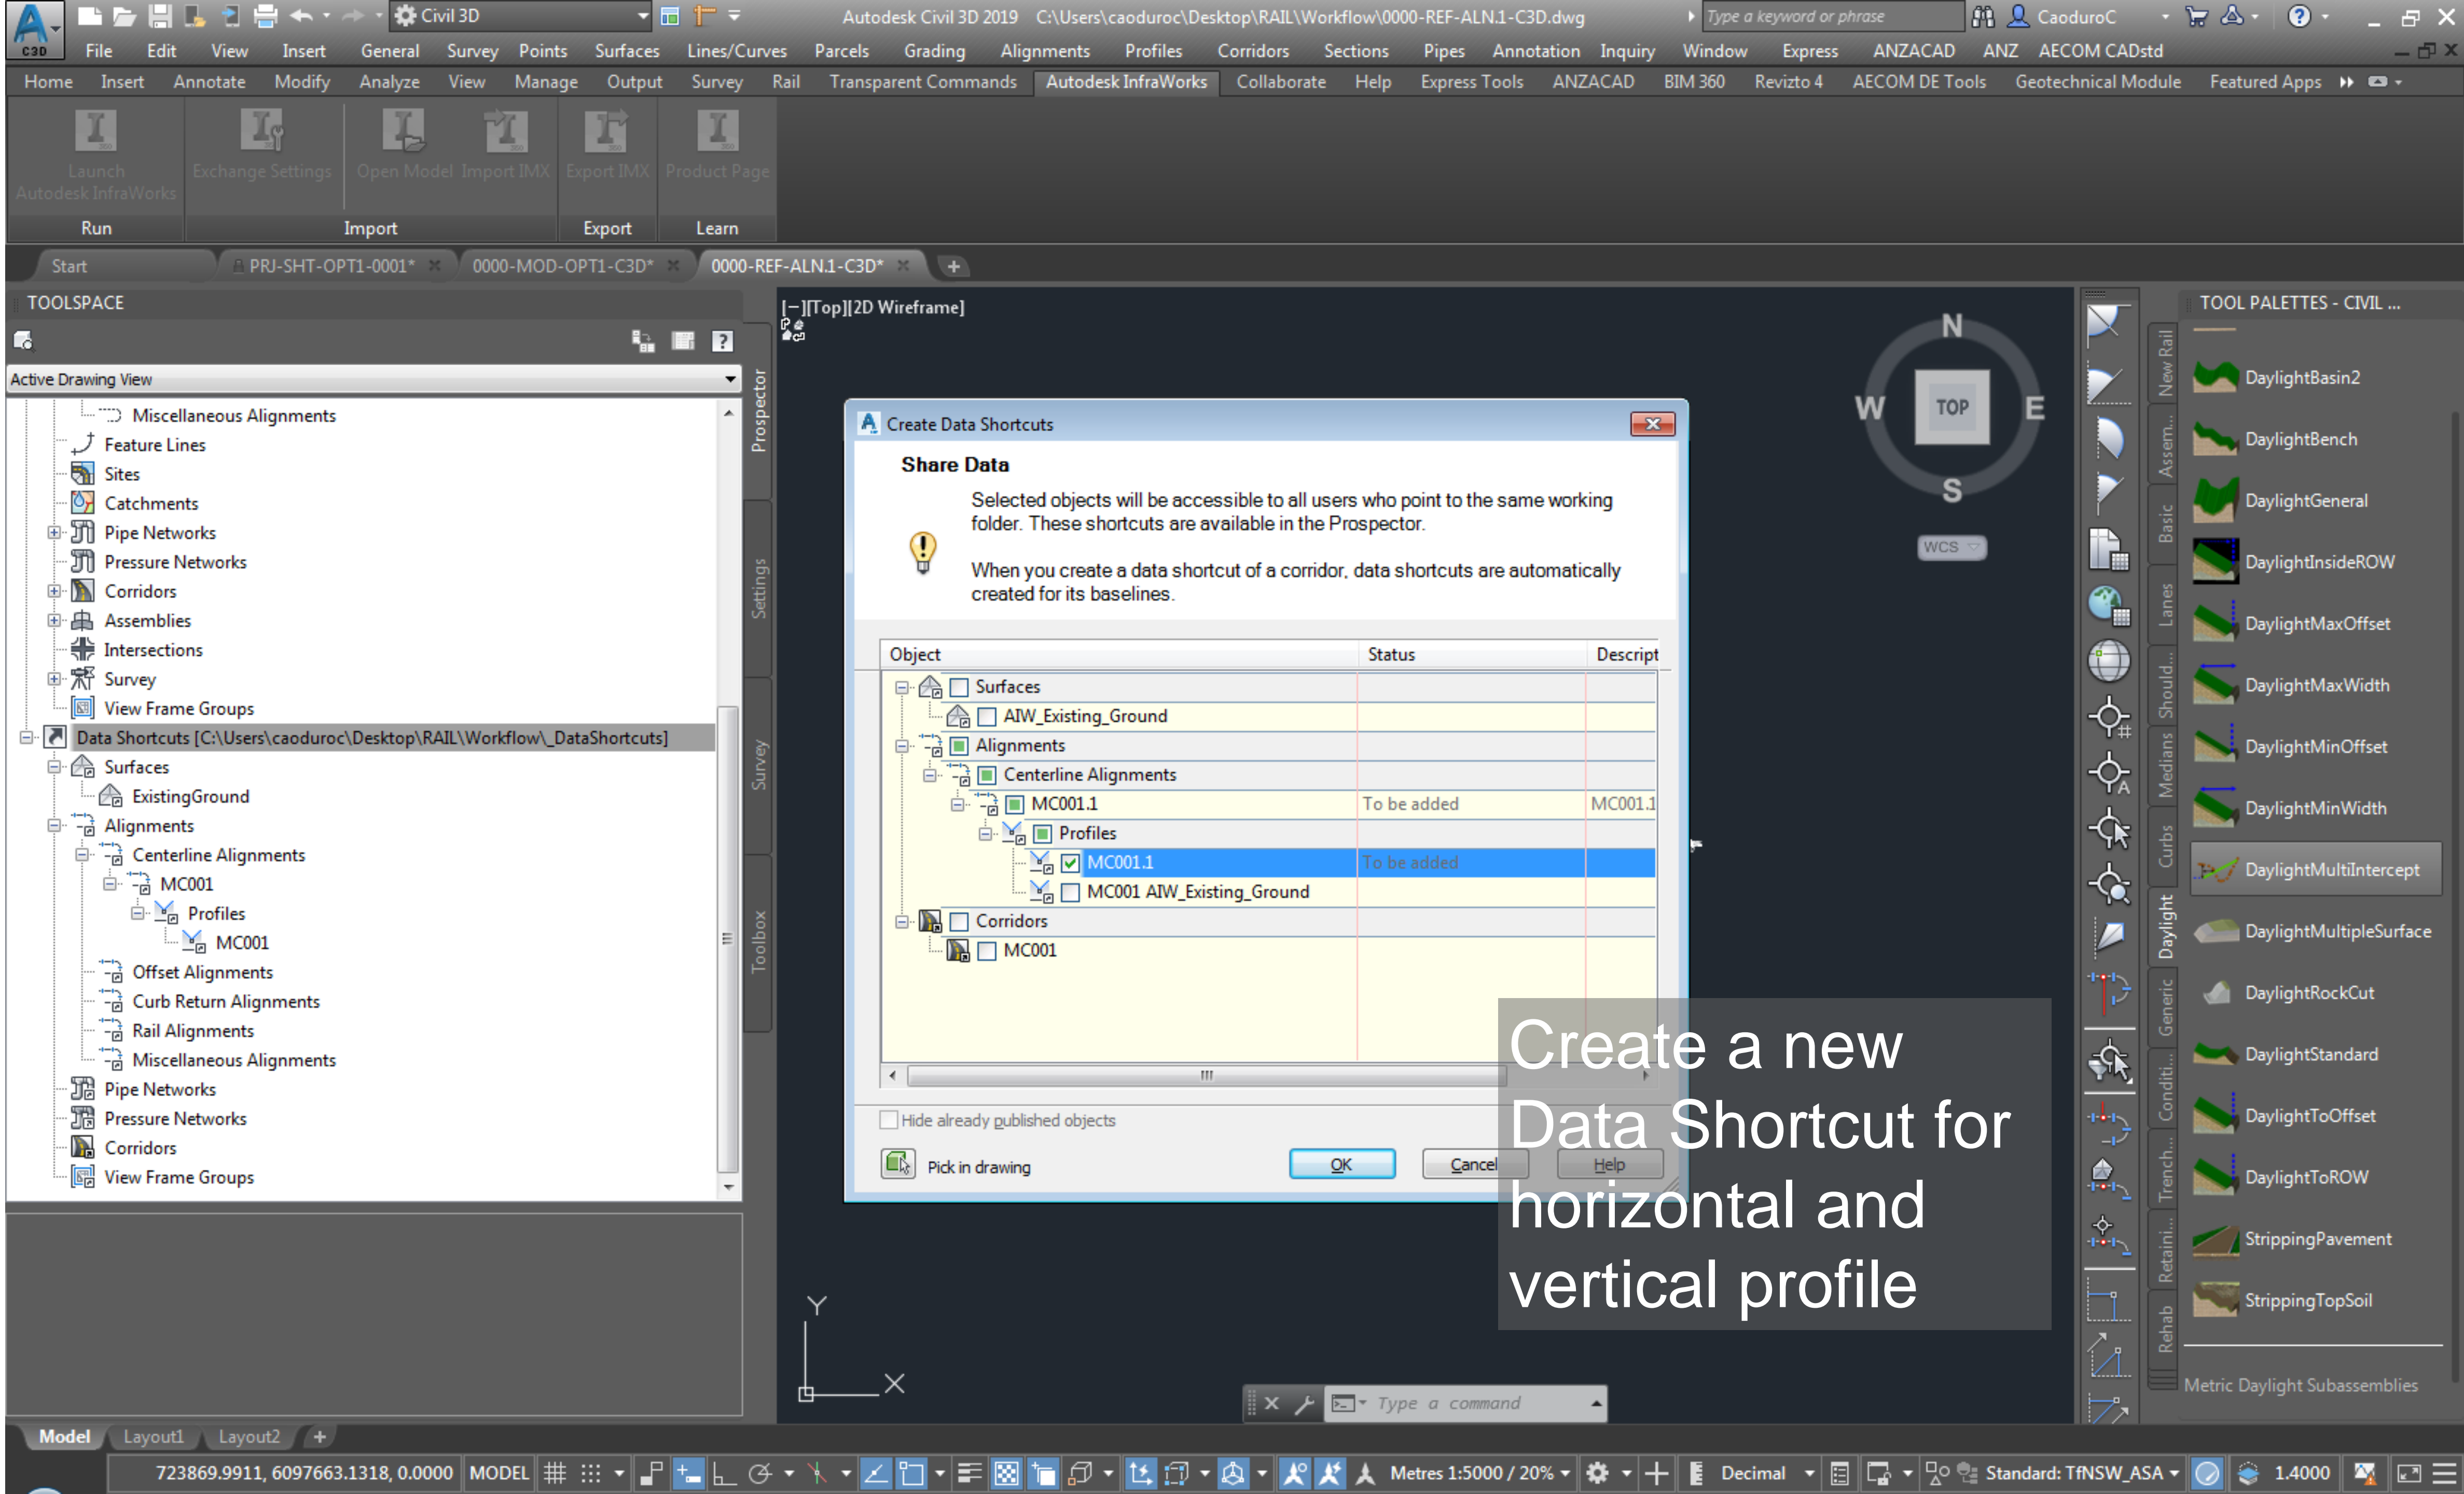 Civil 3D
Autodesk Civil 3D 2019 C:\Users\caoduroc\Desktop\RAIL\Workflow\0000-REF-ALN.1-C3D.dwg
Type a keyword or phrase
CaoduroC
C3D
File Edit View Insert General Survey Points Surfaces Lines/Curves Parcels Grading Alignments Profiles Corridors Sections Pipes Annotation Inquiry Window Express ANZACAD ANZ AECOM CADstd
Home Insert Annotate Modify Analyze View Manage Output Survey Rail Transparent Commands Autodesk InfraWorks Collaborate Help Express Tools ANZACAD BIM 360 Revizto 4 AECOM DE Tools Geotechnical Module Featured Apps
Launch
Autodesk InfraWorks
Exchange Settings
Open Model
Import IMX
Export IMX
Product Page
Run Import Export Learn
Start PRJ-SHT-OPT1-0001* 0000-MOD-OPT1-C3D* 0000-REF-ALN.1-C3D*
TOOLSPACE
Active Drawing View
Miscellaneous Alignments
Feature Lines
Sites
Catchments
Pipe Networks
Pressure Networks
Corridors
Assemblies
Intersections
Survey
View Frame Groups
Data Shortcuts [C:\Users\caoduroc\Desktop\RAIL\Workflow\_DataShortcuts]
Surfaces
ExistingGround
Alignments
Centerline Alignments
MC001
Profiles
MC001
Offset Alignments
Curb Return Alignments
Rail Alignments
Miscellaneous Alignments
Pipe Networks
Pressure Networks
Corridors
View Frame Groups
Prospector
Settings
Survey
Toolbox
[−][Top][2D Wireframe]
Create Data Shortcuts
Share Data
Selected objects will be accessible to all users who point to the same working
folder. These shortcuts are available in the Prospector.
When you create a data shortcut of a corridor, data shortcuts are automatically
created for its baselines.
Object Status Descript
Surfaces
AIW_Existing_Ground
Alignments
Centerline Alignments
MC001.1 To be added MC001.1
Profiles
MC001.1 To be added
MC001 AIW_Existing_Ground
Corridors
MC001
Hide already published objects
Pick in drawing
OK Cancel Help
Create a new
Data Shortcut for
horizontal and
vertical profile
N
W TOP E
S
WCS
Y
X
Type a command
TOOL PALETTES - CIVIL ...
New Rail
Assem...
Basic
Lanes
Should...
Medians
Curbs
Daylight
Generic
Conditi...
Trench...
Retaini...
Rehab
DaylightBasin2
DaylightBench
DaylightGeneral
DaylightInsideROW
DaylightMaxOffset
DaylightMaxWidth
DaylightMinOffset
DaylightMinWidth
DaylightMultiIntercept
DaylightMultipleSurface
DaylightRockCut
DaylightStandard
DaylightToOffset
DaylightToROW
StrippingPavement
StrippingTopSoil
Metric Daylight Subassemblies
Model Layout1 Layout2 +
723869.9911, 6097663.1318, 0.0000 MODEL Metres 1:5000 / 20% Decimal Standard: TfNSW_ASA 1.4000